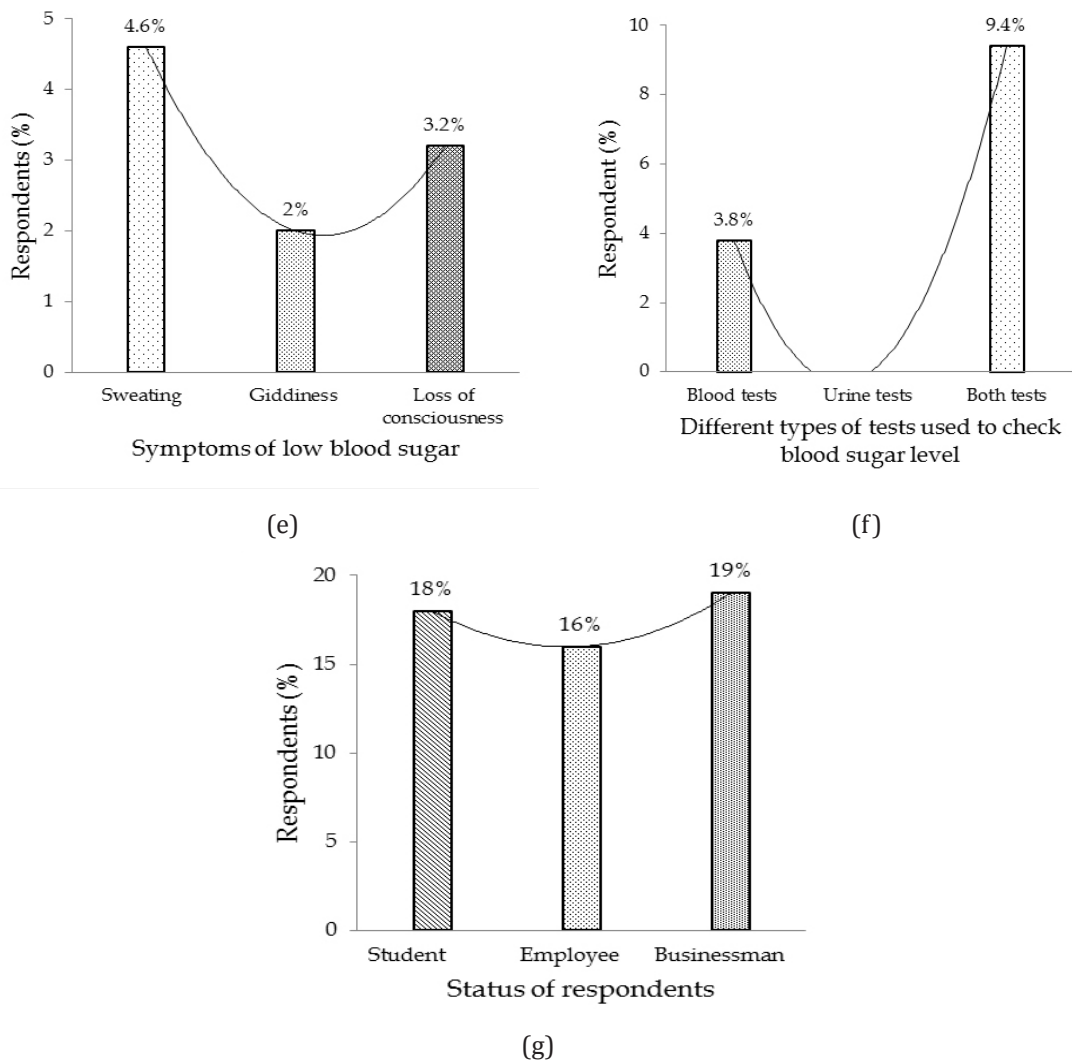 5
4
3
2
1
0
Respondents (%)
4.6%
2%
3.2%
Sweating
Giddiness
Loss of
consciousness
Symptoms of low blood sugar
(e)
10
8
6
4
2
0
Respondent (%)
3.8%
9.4%
Blood tests
Urine tests
Both tests
Different types of tests used to check
blood sugar level
(f)
20
15
10
5
0
Respondents (%)
18%
16%
19%
Student
Employee
Businessman
Status of respondents
(g)